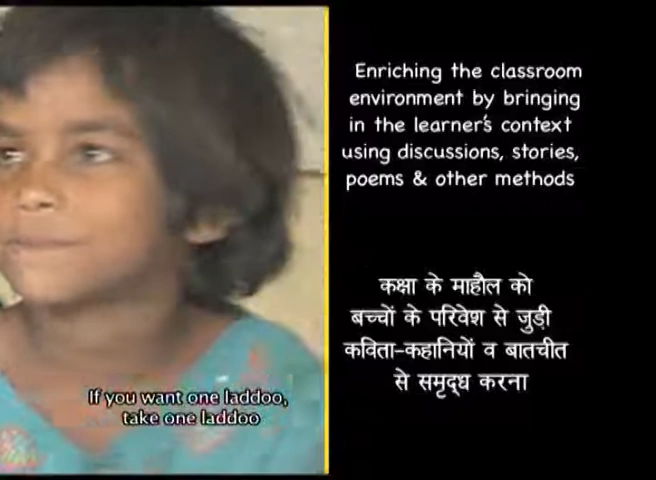 Enriching the classroom
environment by bringing
in the learner's context
using discussions, stories,
poems & other methods
कक्षा के माहौल को
बच्चों के परिवेश से जुड़ी
कविता-कहानियों व बातचीत
से समृद्ध करना
If you want one laddoo,
take one laddoo